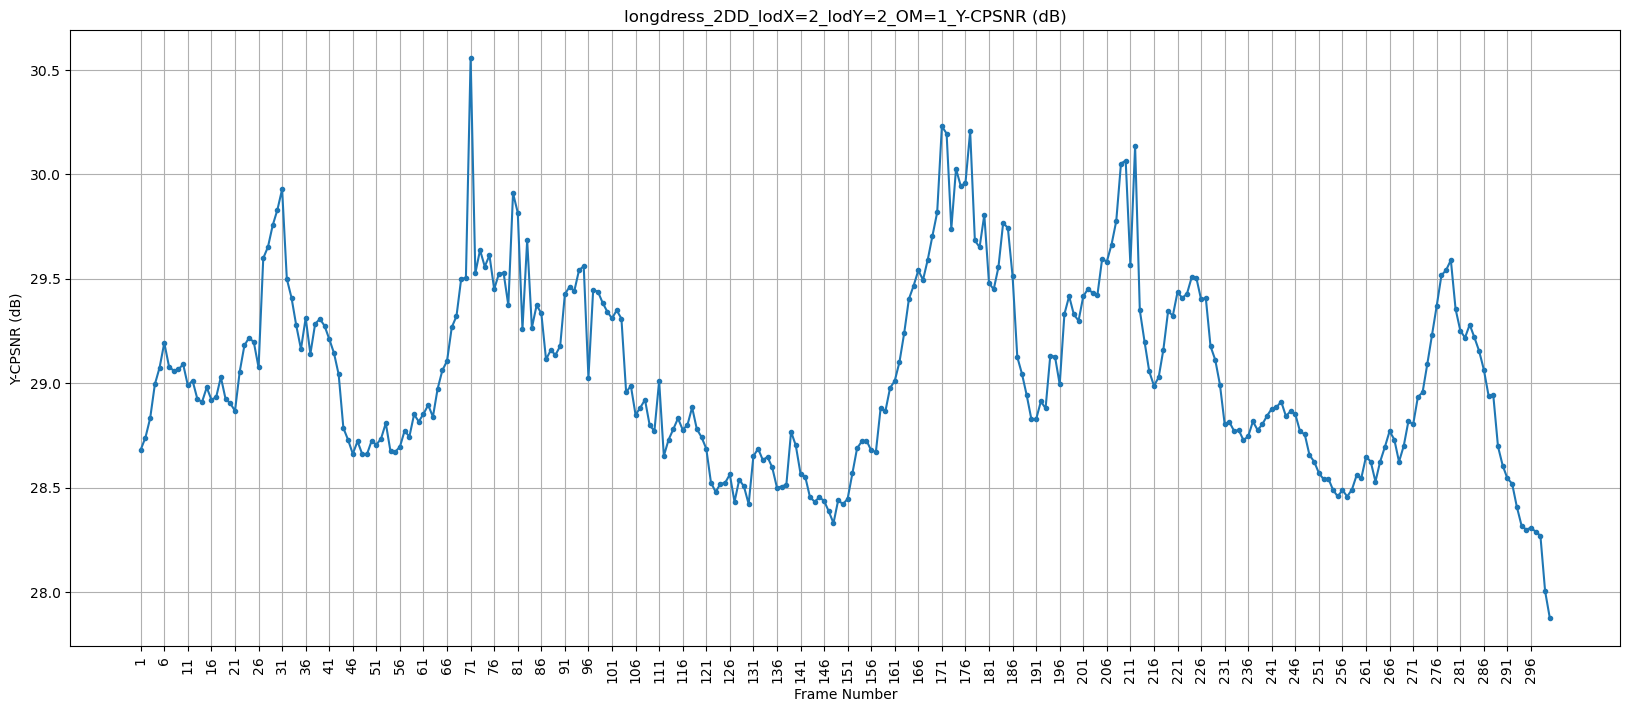 longdress_2DD_lodX=2_lodY=2_OM=1_Y-CPSNR (dB)
Y-CPSNR (dB)
30.5
30.0
29.5
29.0
28.5
28.0
1 6 11 16 21 26 31 36 41 46 51 56 61 66 71 76 81 86 91 96 101 106 111 116 121 126 131 136 141 146 151 156 161 166 171 176 181 186 191 196 201 206 211 216 221 226 231 236 241 246 251 256 261 266 271 276 281 286 291 296
Frame Number